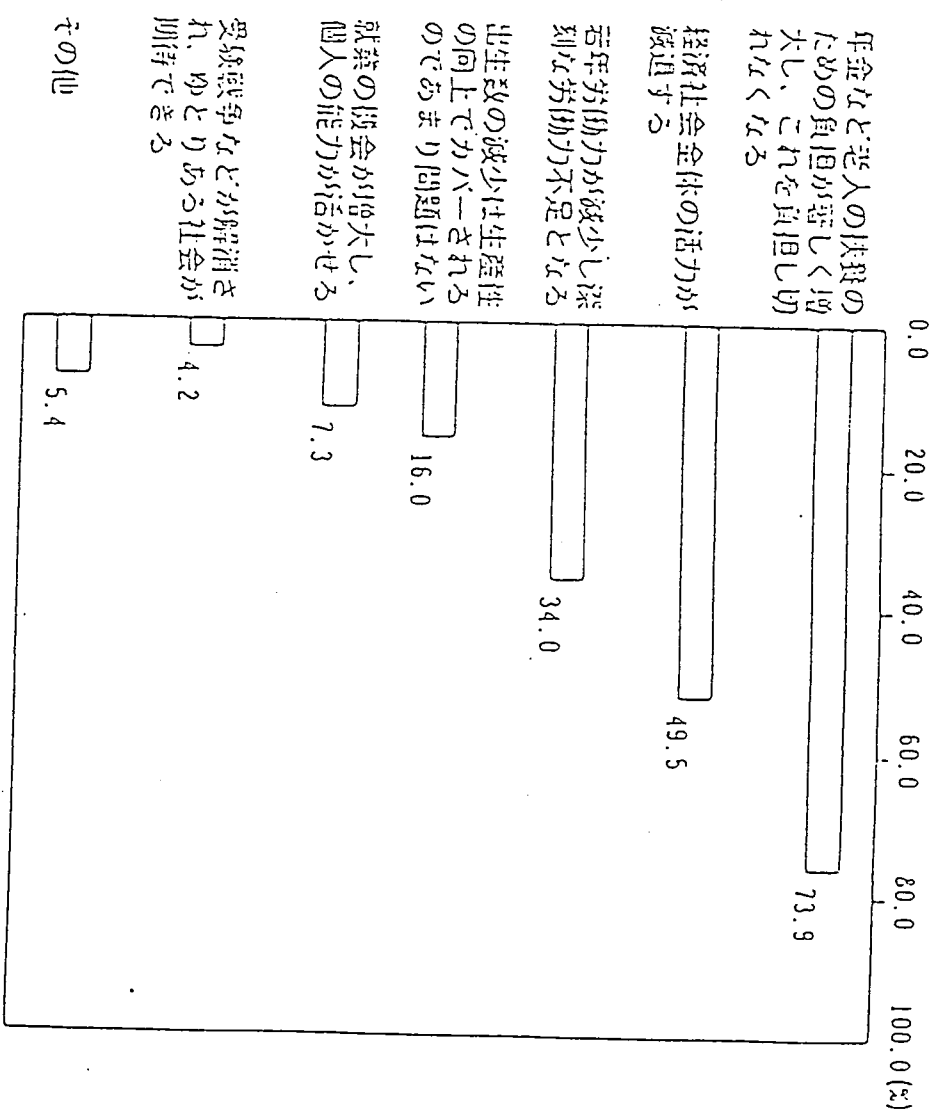 0.0 20.0 40.0 60.0 80.0 100.0(%)
年金など老人の扶養の
ための負担が著しく増
大し、これを負担し切
れなくなる
73.9
経済社会全体の活力が
減退する
49.5
若年労働力が減少し深
刻な労働力不足となる
34.0
出生数の減少は生産性
の向上でカバーされる
のであまり問題はない
16.0
就業の機会が増大し、
個人の能力が活かせる
7.3
受験戦争などが解消さ
れ、ゆとりある社会が
期待できる
4.2
その他
5.4